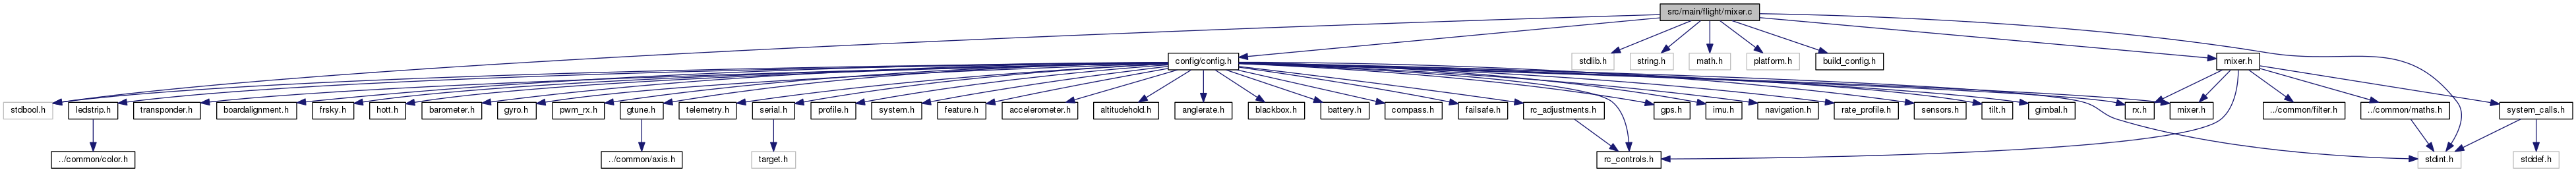 src/main/flight/mixer.c
config/config.h
stdlib.h
string.h
math.h
platform.h
build_config.h
mixer.h
stdbool.h
ledstrip.h
transponder.h
boardalignment.h
frsky.h
hott.h
barometer.h
gyro.h
pwm_rx.h
gtune.h
telemetry.h
serial.h
profile.h
system.h
feature.h
accelerometer.h
altitudehold.h
anglerate.h
blackbox.h
battery.h
compass.h
failsafe.h
rc_adjustments.h
gps.h
imu.h
navigation.h
rate_profile.h
sensors.h
tilt.h
gimbal.h
rx.h
mixer.h
../common/filter.h
../common/maths.h
system_calls.h
../common/color.h
../common/axis.h
target.h
rc_controls.h
stdint.h
stddef.h